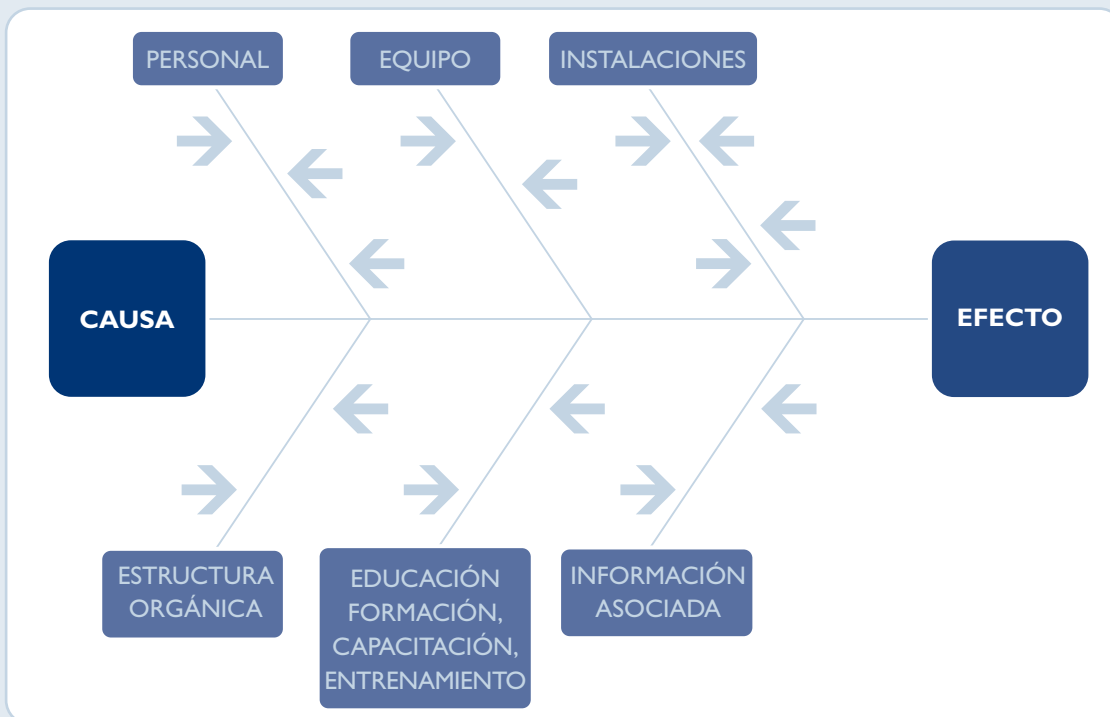 PERSONAL
EQUIPO
INSTALACIONES
CAUSA
EFECTO
ESTRUCTURA
ORGÁNICA
EDUCACIÓN
FORMACIÓN,
CAPACITACIÓN,
ENTRENAMIENTO
INFORMACIÓN
ASOCIADA